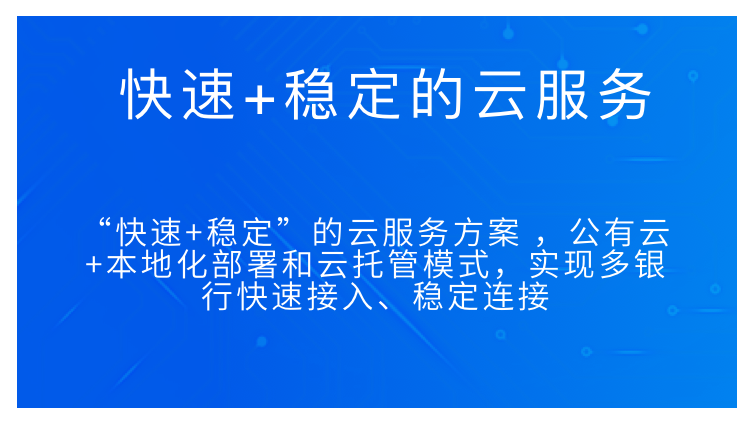 快速+稳定的云服务
“快速+稳定”的云服务方案，公有云
+本地化部署和云托管模式，实现多银
行快速接入、稳定连接